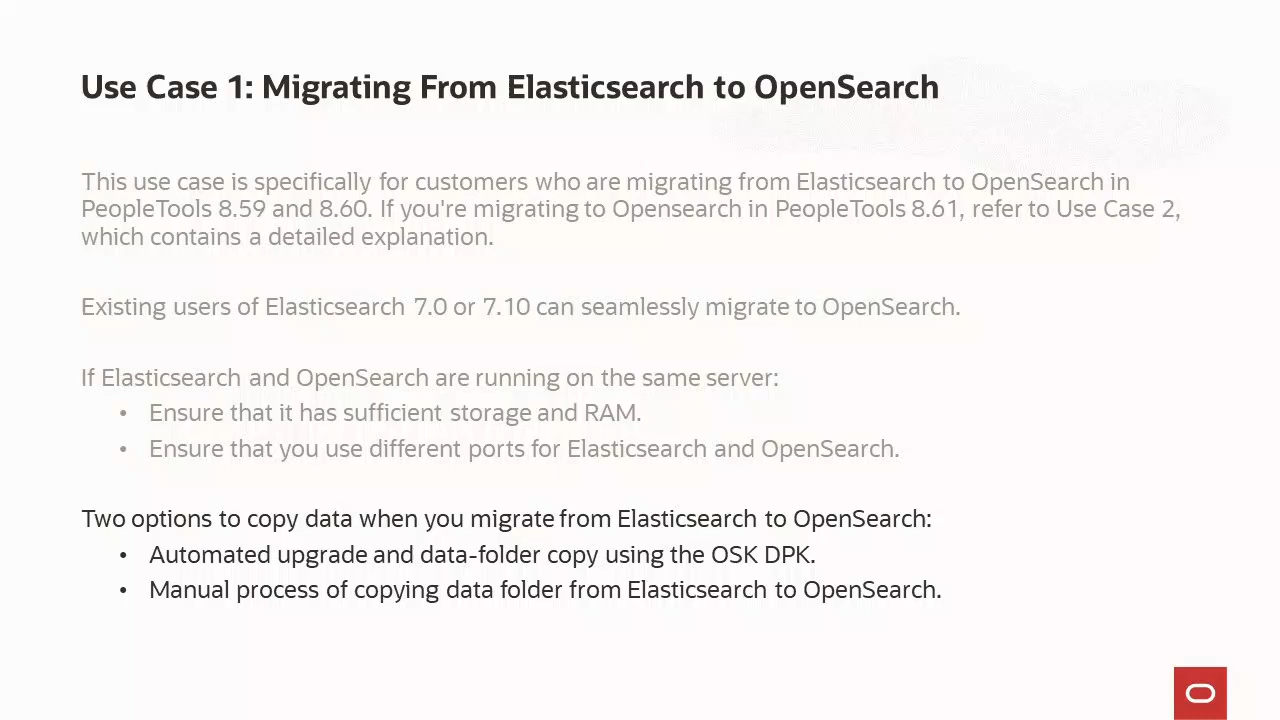 Use Case 1: Migrating From Elasticsearch to OpenSearch
This use case is specifically for customers who are migrating from Elasticsearch to OpenSearch in
PeopleTools 8.59 and 8.60. If you're migrating to Opensearch in PeopleTools 8.61, refer to Use Case 2,
which contains a detailed explanation.
Existing users of Elasticsearch 7.0 or 7.10 can seamlessly migrate to OpenSearch.
If Elasticsearch and OpenSearch are running on the same server:
• Ensure that it has sufficient storage and RAM.
• Ensure that you use different ports for Elasticsearch and OpenSearch.
Two options to copy data when you migrate from Elasticsearch to OpenSearch:
• Automated upgrade and data-folder copy using the OSK DPK.
• Manual process of copying data folder from Elasticsearch to OpenSearch.